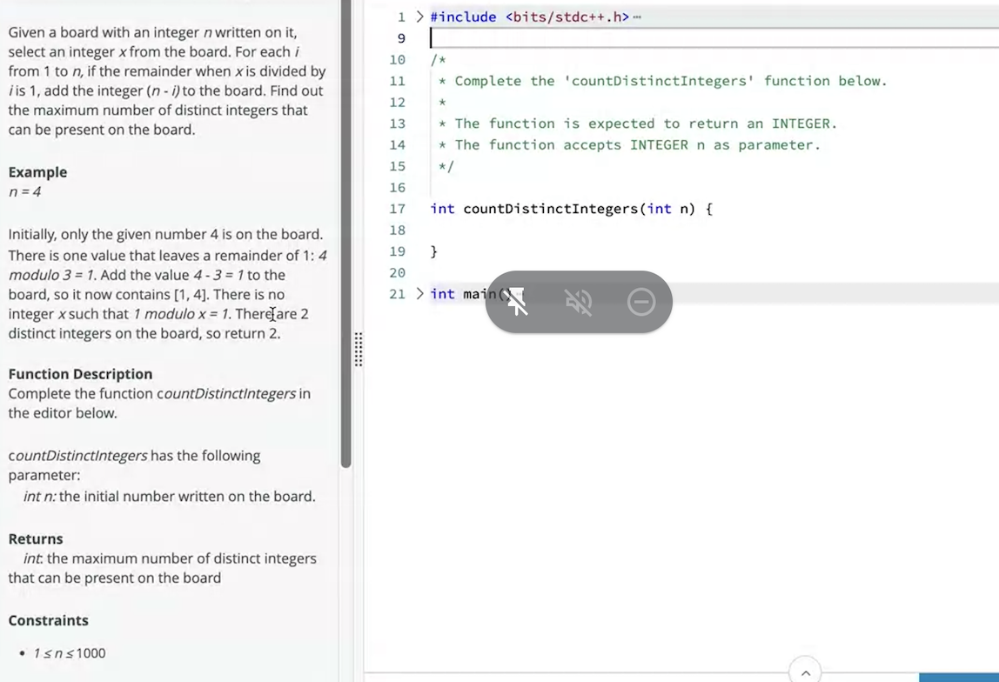 Given a board with an integer n written on it,
select an integer x from the board. For each i
from 1 to n, if the remainder when x is divided by
i is 1, add the integer (n - i) to the board. Find out
the maximum number of distinct integers that
can be present on the board.
Example
n = 4
Initially, only the given number 4 is on the board.
There is one value that leaves a remainder of 1: 4
modulo 3 = 1. Add the value 4 - 3 = 1 to the
board, so it now contains [1, 4]. There is no
integer x such that 1 modulo x = 1. There are 2
distinct integers on the board, so return 2.
Function Description
Complete the function countDistinctIntegers in
the editor below.
countDistinctIntegers has the following
parameter:
int n: the initial number written on the board.
Returns
int: the maximum number of distinct integers
that can be present on the board
Constraints
• 1 ≤ n ≤ 1000
1 #include <bits/stdc++.h>
9
10 /*
11 * Complete the 'countDistinctIntegers' function below.
12 *
13 * The function is expected to return an INTEGER.
14 * The function accepts INTEGER n as parameter.
15 */
16
17 int countDistinctIntegers(int n) {
18
19 }
20
21 int main()